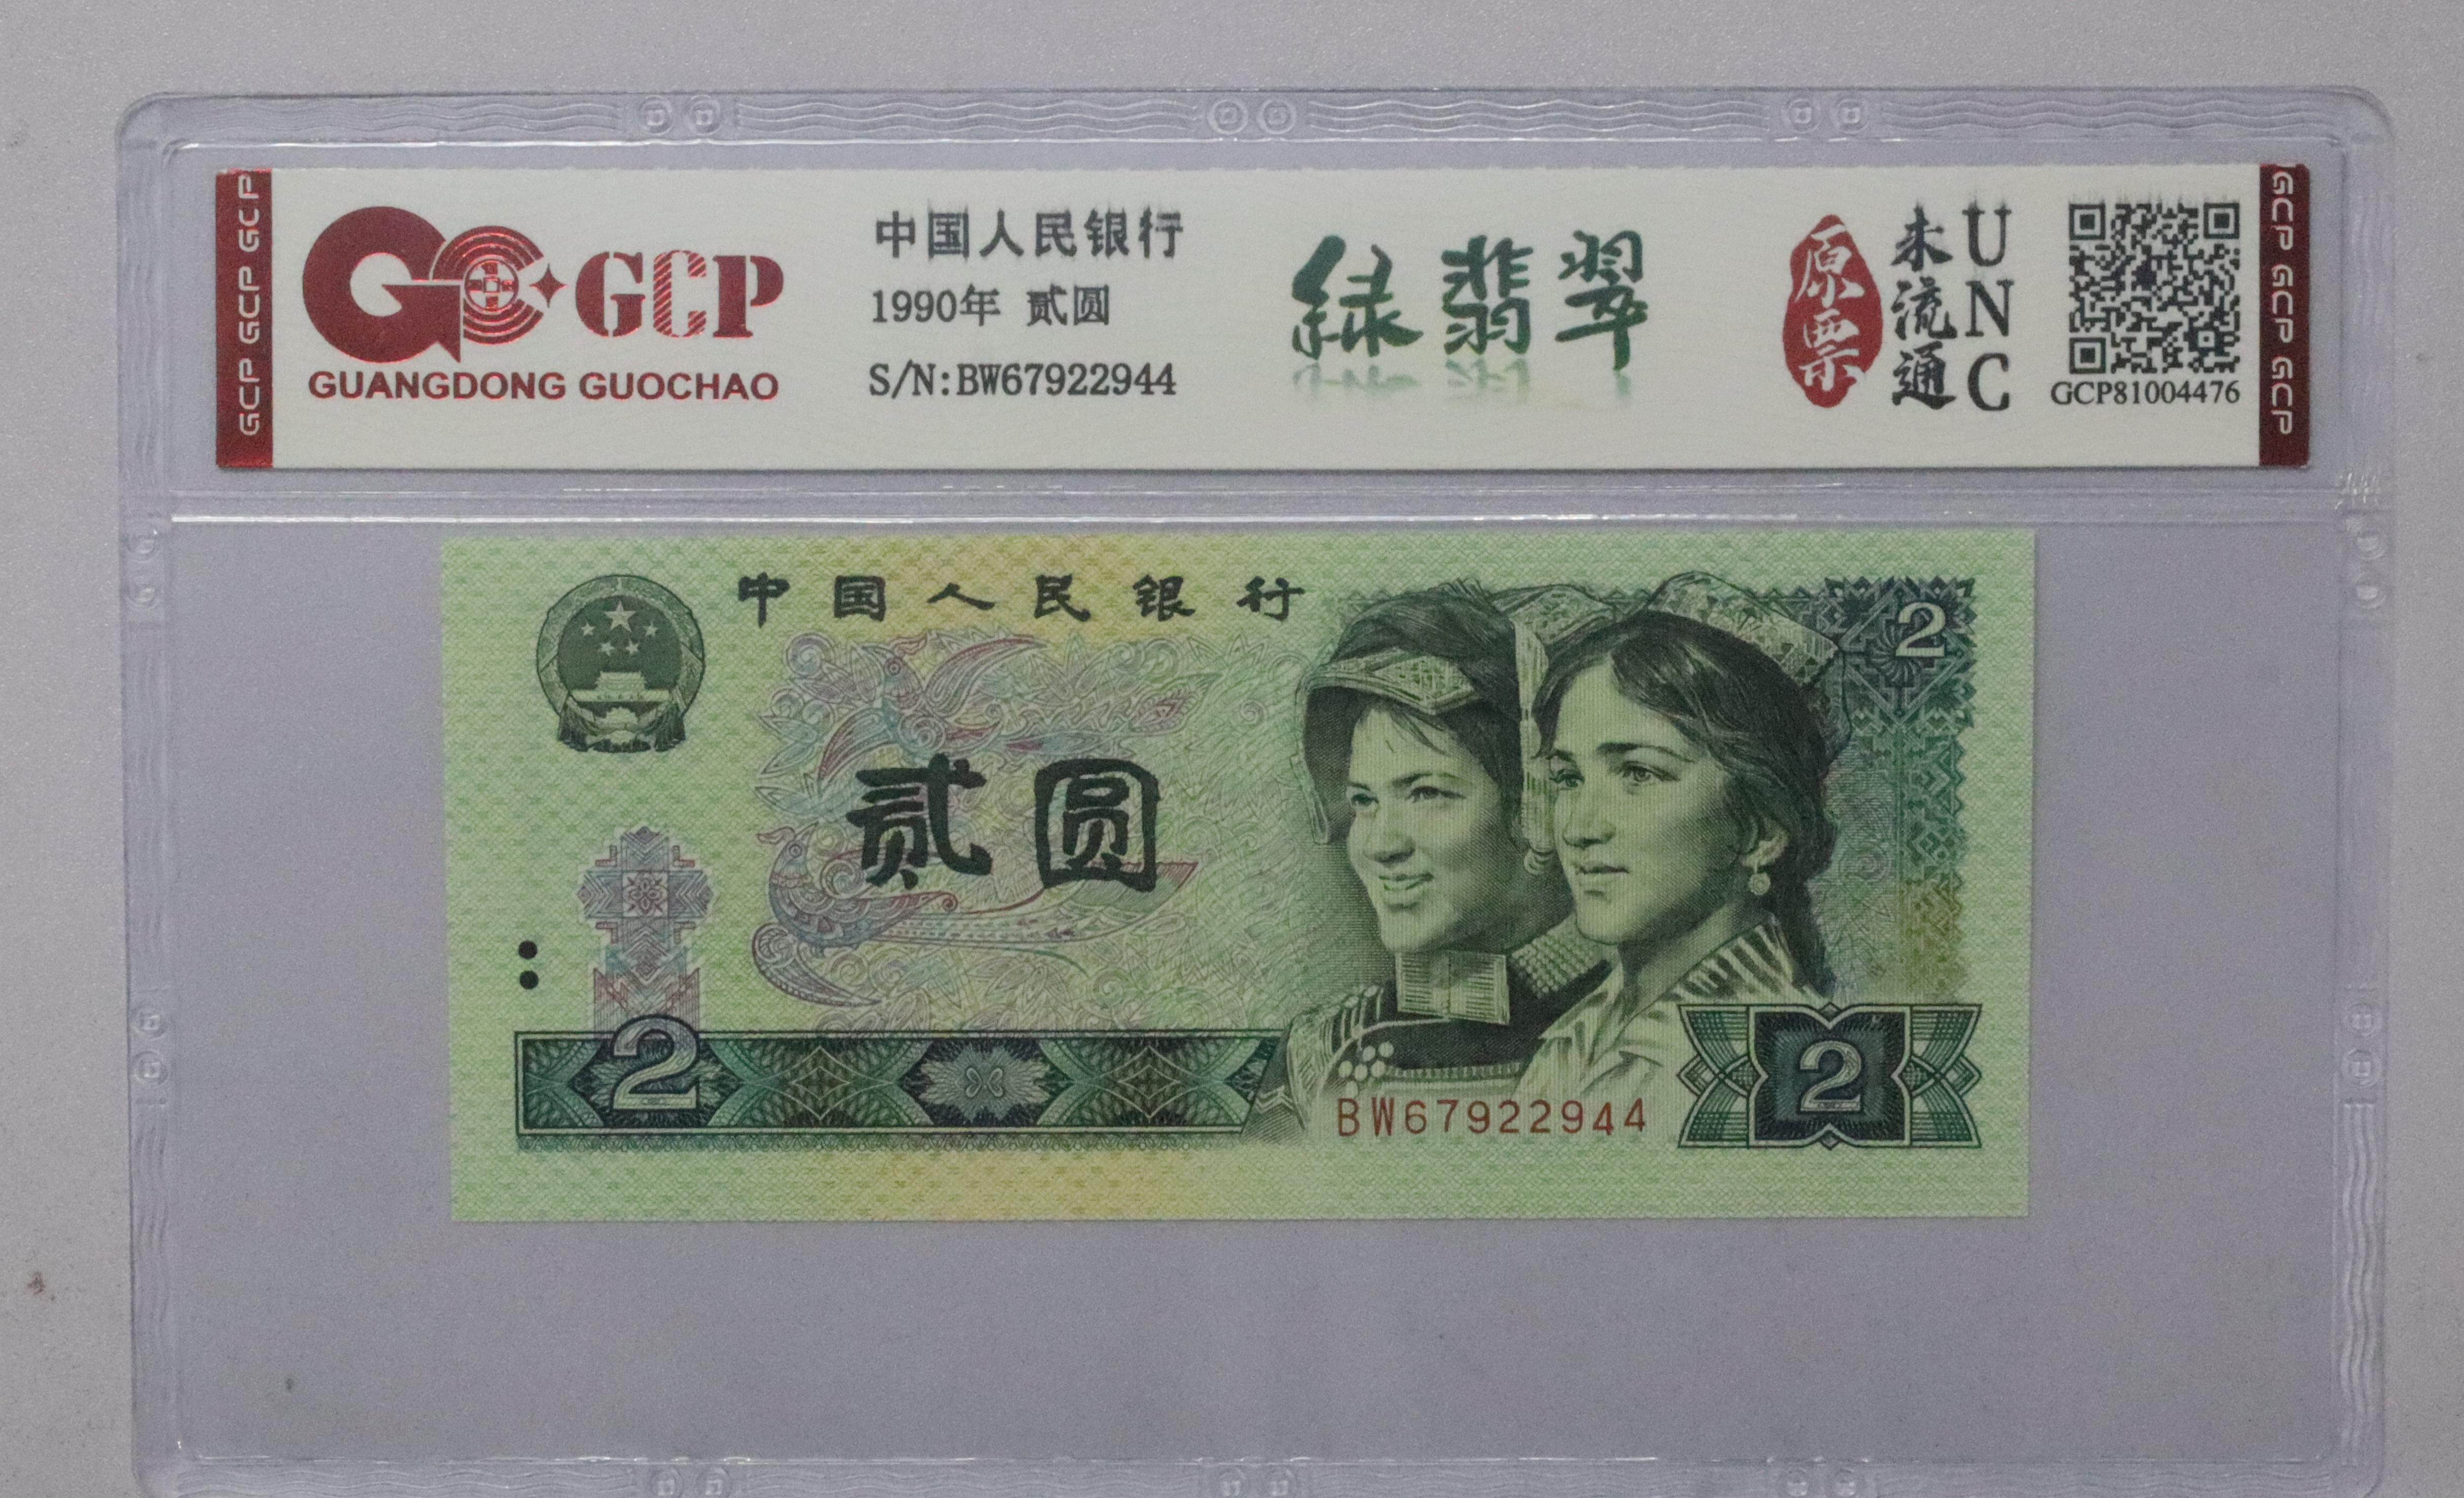 GCP GCP GCP
GCP
GUANGDONG GUOCHAO
中国人民银行
1990年 贰圆
S/N:BW67922944
绿翡翠
原票
未流通
UNC
GCP81004476
GCP GCP GCP
中国人民银行
2
贰圆
2
BW67922944
2